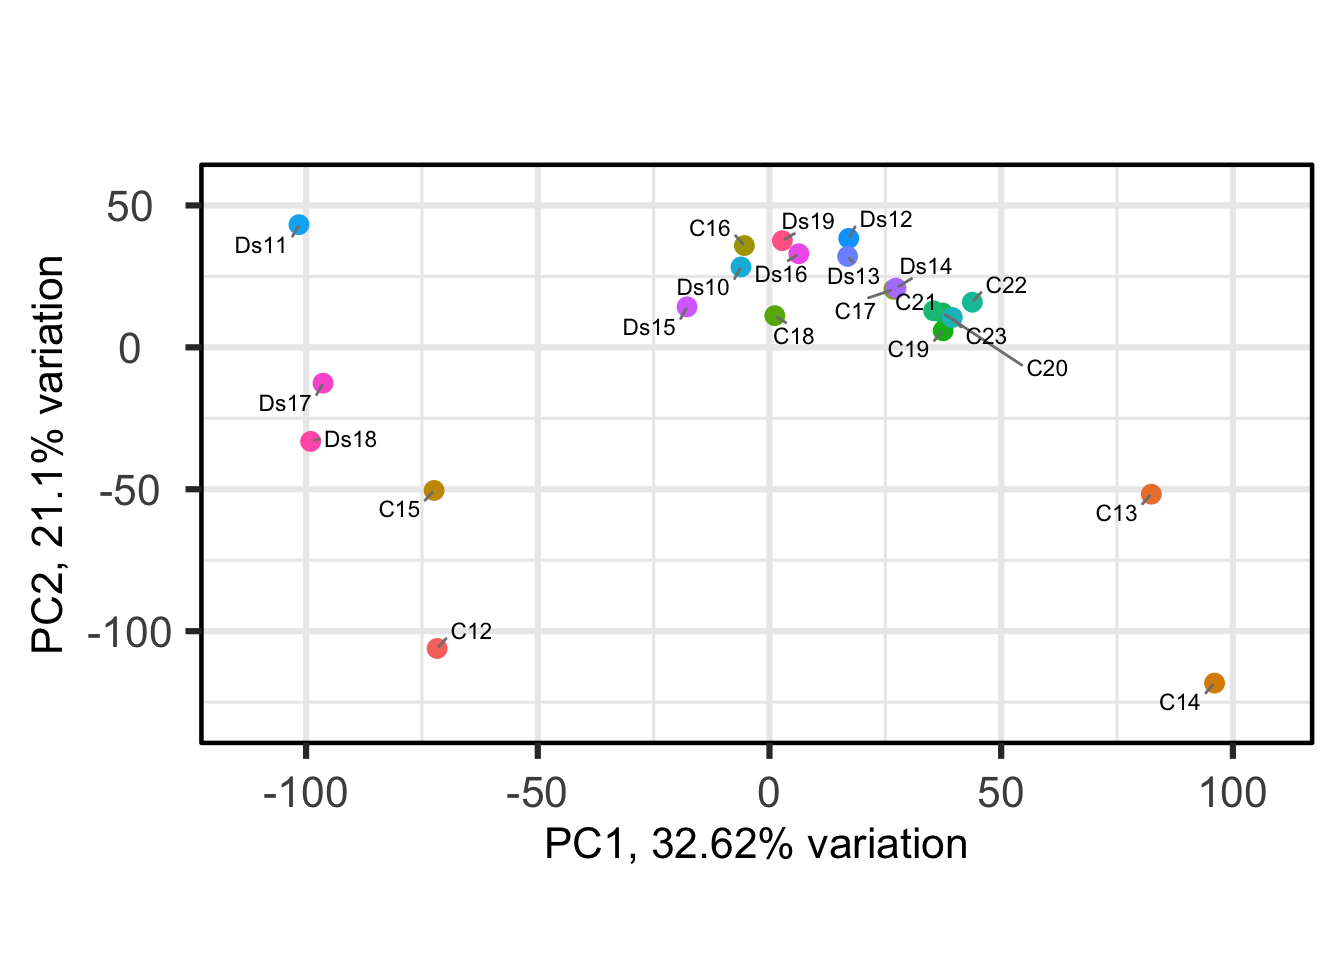 PC2, 21.1% variation
50
0
-50
-100
Ds11
C16
Ds19
Ds12
Ds10
Ds16
Ds13
Ds14
C22
Ds15
C17
C21
C18
C19
C23
C20
Ds17
Ds18
C15
C13
C12
C14
-100
-50
0
50
100
PC1, 32.62% variation